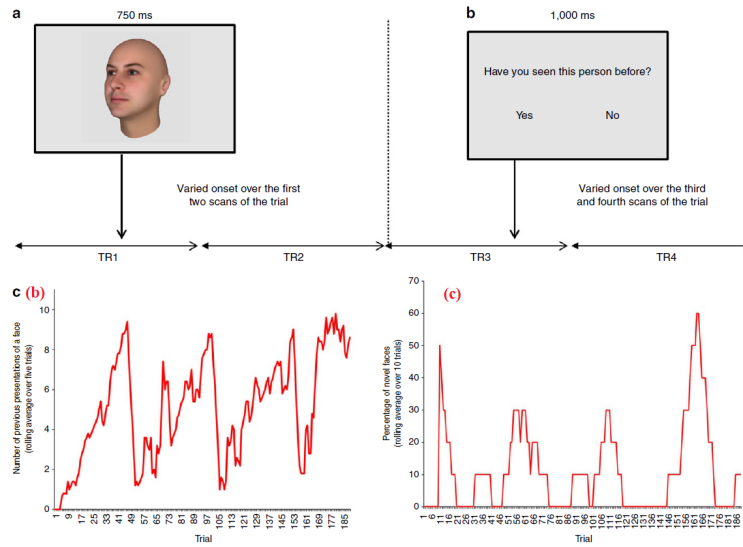 a
750 ms
b
1,000 ms
Have you seen this person before?
Yes No
Varied onset over the first
two scans of the trial
Varied onset over the third
and fourth scans of the trial
TR1 TR2 TR3 TR4
c (b)
Number of previous presentations of a face
(rolling average over five trials)
10
8
6
4
2
0
1 9 17 25 33 41 49 57 65 73 81 89 97 105 113 121 129 137 145 153 161 169 177 185
Trial
(c)
Percentage of novel faces
(rolling average over 10 trials)
70
60
50
40
30
20
10
0
1 6 11 16 21 26 31 36 41 46 51 56 61 66 71 76 81 86 91 96 101 106 111 116 121 126 131 136 141 146 151 156 161 166 171 176 181 186
Trial